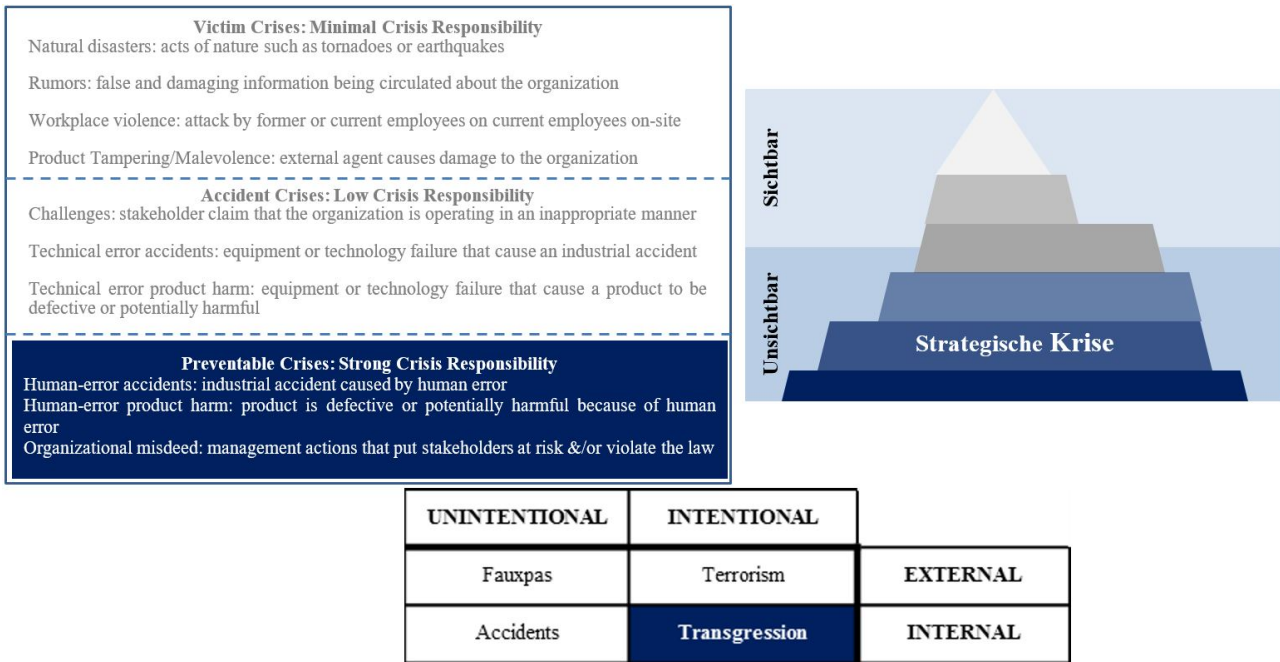 Victim Crises: Minimal Crisis Responsibility
Natural disasters: acts of nature such as tornadoes or earthquakes
Rumors: false and damaging information being circulated about the organization
Workplace violence: attack by former or current employees on current employees on-site
Product Tampering/Malevolence: external agent causes damage to the organization
Accident Crises: Low Crisis Responsibility
Challenges: stakeholder claim that the organization is operating in an inappropriate manner
Technical error accidents: equipment or technology failure that cause an industrial accident
Technical error product harm: equipment or technology failure that cause a product to be
defective or potentially harmful
Preventable Crises: Strong Crisis Responsibility
Human-error accidents: industrial accident caused by human error
Human-error product harm: product is defective or potentially harmful because of human
error
Organizational misdeed: management actions that put stakeholders at risk &/or violate the law
Sichtbar
Unsichtbar
Strategische Krise
UNINTENTIONAL INTENTIONAL
Fauxpas Terrorism EXTERNAL
Accidents Transgression INTERNAL